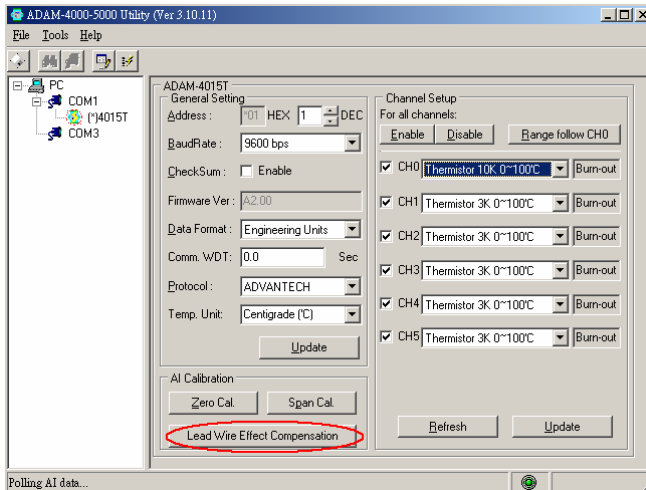 ADAM-4000-5000 Utility (Ver 3.10.11)
File Tools Help
PC
COM1
(*)4015T
COM3
ADAM-4015T
General Setting
Address : *01 HEX 1 DEC
BaudRate : 9600 bps
CheckSum : Enable
Firmware Ver : A2.00
Data Format : Engineering Units
Comm. WDT: 0.0 Sec
Protocol : ADVANTECH
Temp. Unit: Centigrade (°C)
Update
AI Calibration
Zero Cal. Span Cal.
Lead Wire Effect Compensation
Channel Setup
For all channels:
Enable Disable Range follow CH0
CH0 Thermistor 10K 0~100°C Burn-out
CH1 Thermistor 3K 0~100°C Burn-out
CH2 Thermistor 3K 0~100°C Burn-out
CH3 Thermistor 3K 0~100°C Burn-out
CH4 Thermistor 3K 0~100°C Burn-out
CH5 Thermistor 3K 0~100°C Burn-out
Refresh Update
Polling AI data...